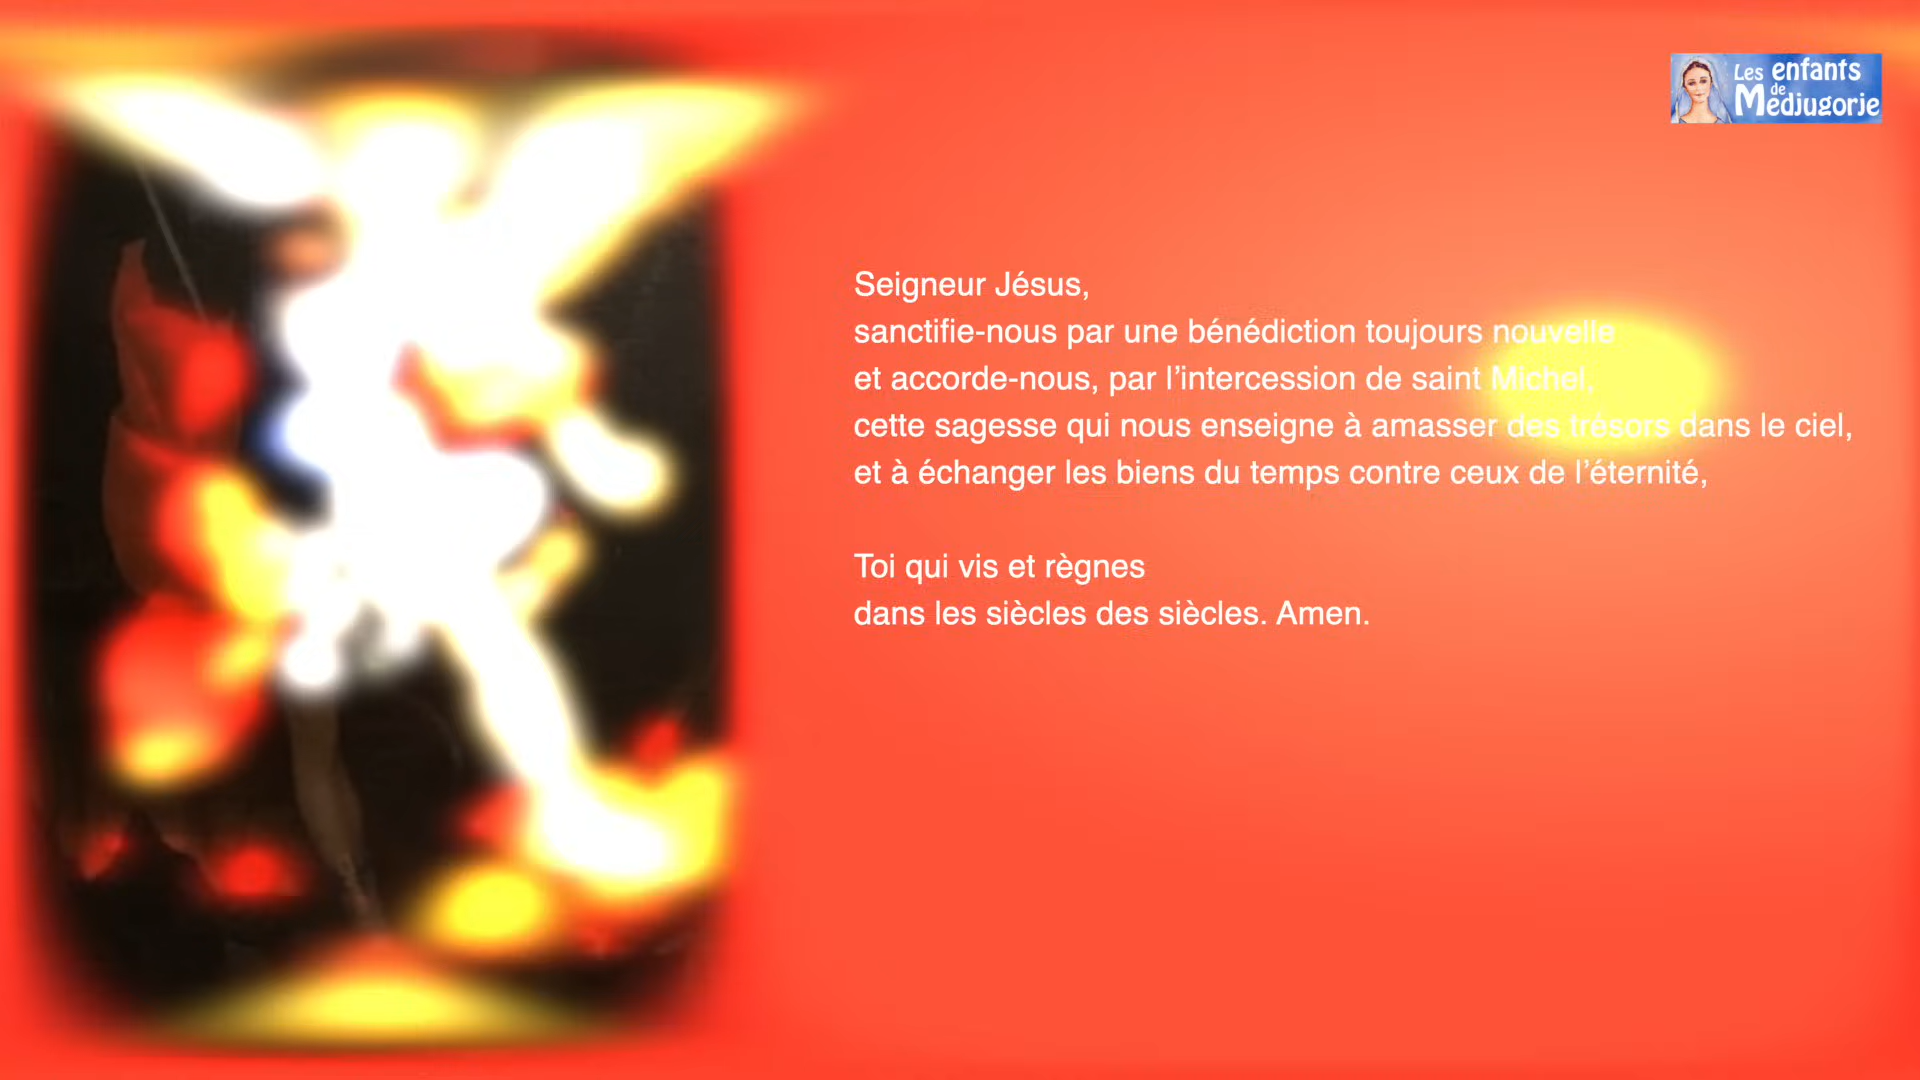 Les enfants
de
Medjugorje
Seigneur Jésus,
sanctifie-nous par une bénédiction toujours nouvelle
et accorde-nous, par l’intercession de saint Michel,
cette sagesse qui nous enseigne à amasser des trésors dans le ciel,
et à échanger les biens du temps contre ceux de l’éternité,
Toi qui vis et règnes
dans les siècles des siècles. Amen.